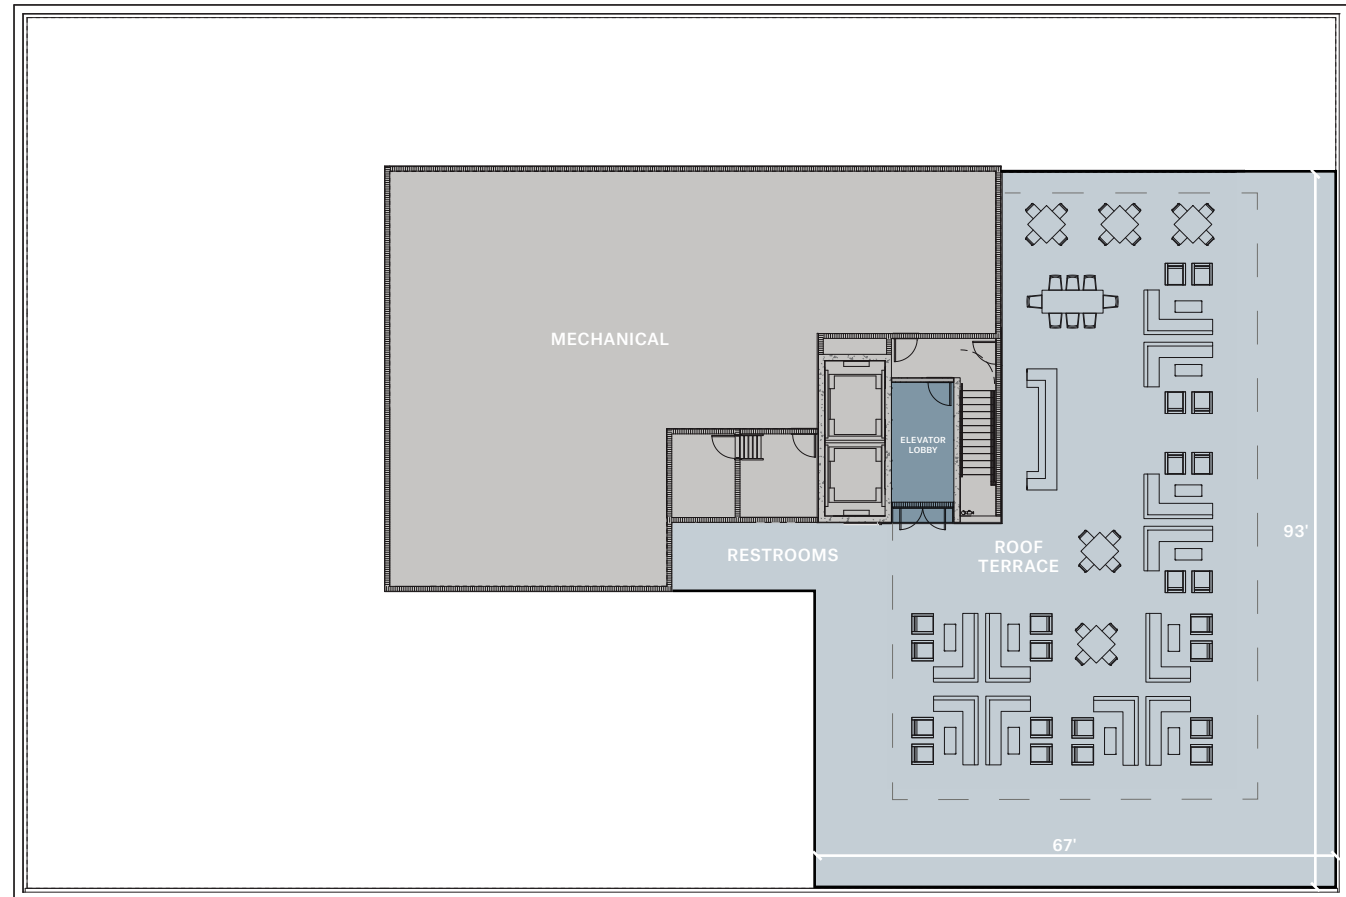 MECHANICAL
ELEVATOR
LOBBY
93'
RESTROOMS
ROOF
TERRACE
67'